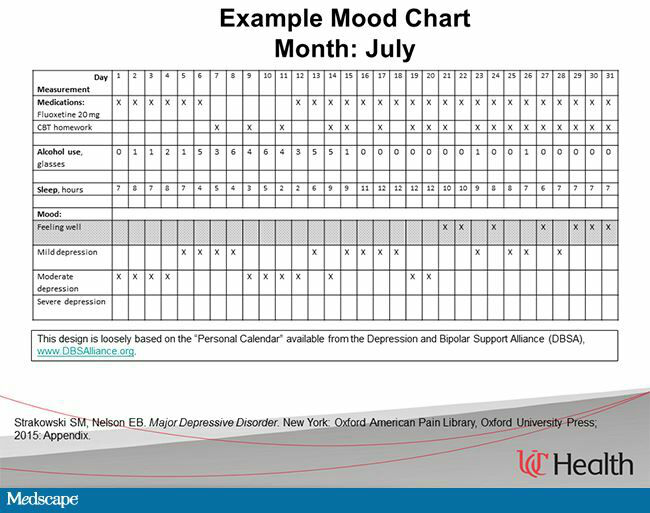 Example Mood Chart
Month: July
Day 1 2 3 4 5 6 7 8 9 10 11 12 13 14 15 16 17 18 19 20 21 22 23 24 25 26 27 28 29 30 31
Measurement
Medications: X X X X X X X X X X X X X X X X X X X X X X X X X X
Fluoxetine 20 mg
CBT homework X X X X X X X X X X X X X X X X X X
Alcohol use, 0 1 1 2 1 5 3 6 4 6 4 3 5 5 1 0 0 0 0 0 0 0 1 0 0 1 0 0 0 0 0
glasses
Sleep, hours 7 8 7 8 7 4 5 4 3 5 2 2 6 9 9 11 12 12 12 12 10 10 9 8 8 7 6 7 7 7 7
Mood:
Feeling well X X X X X X X
Mild depression X X X X X X X X X X X X X
Moderate X X X X X X X X X X X
depression
Severe depression
This design is loosely based on the "Personal Calendar" available from the Depression and Bipolar Support Alliance (DBSA),
www.DBSAlliance.org.
Strakowski SM, Nelson EB. Major Depressive Disorder. New York: Oxford American Pain Library, Oxford University Press;
2015: Appendix.
UC Health
Medscape